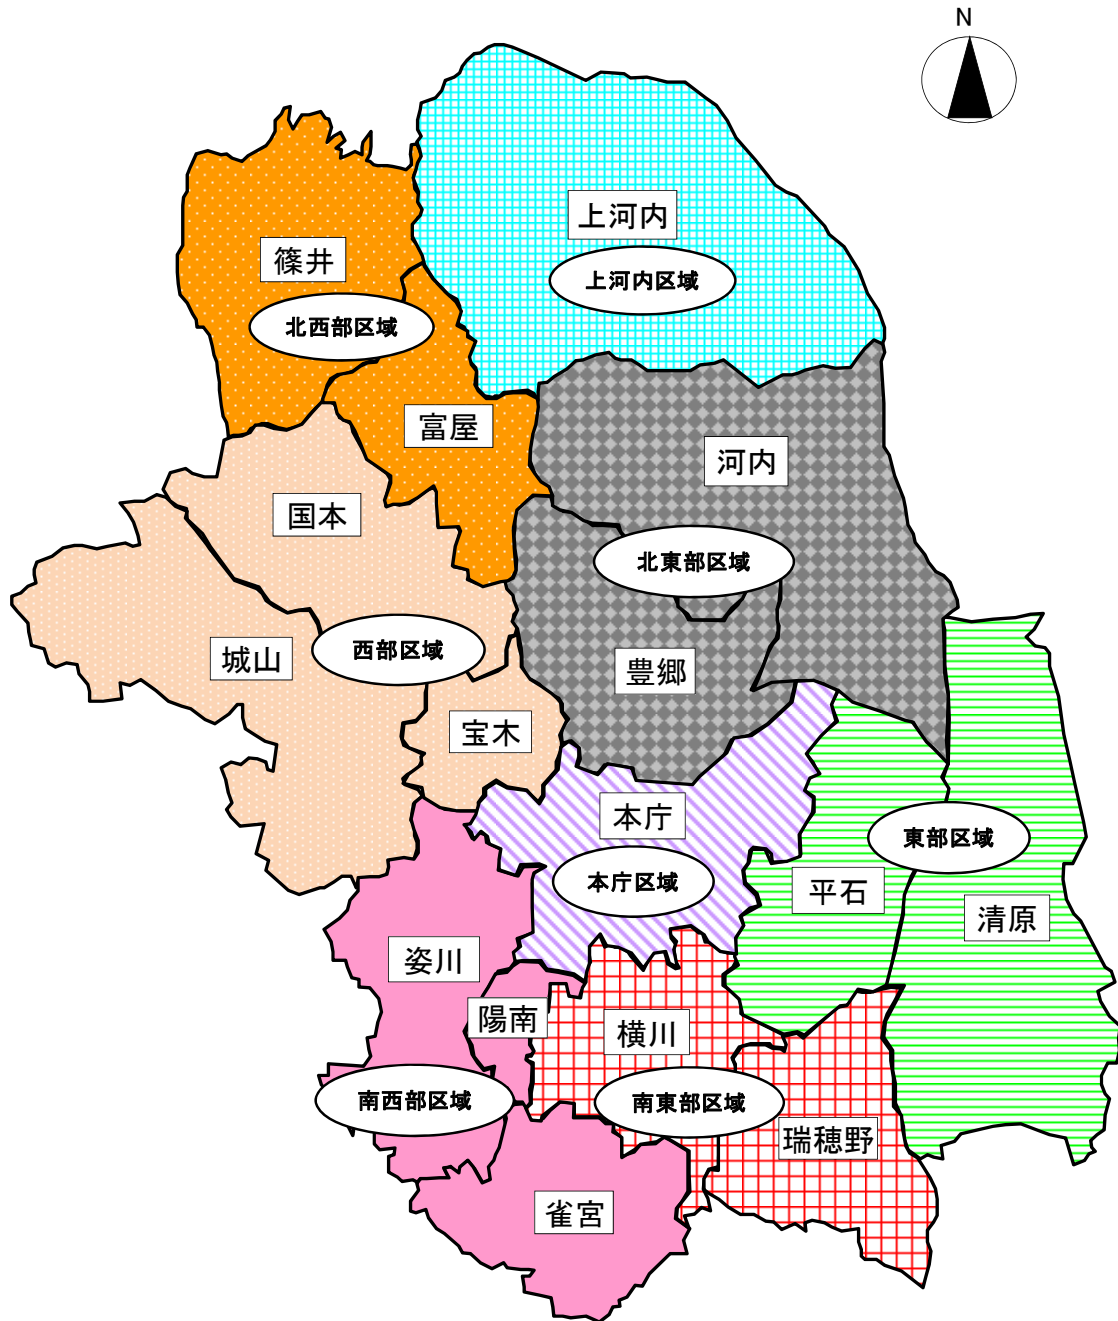 N
上河内
篠井
上河内区域
北西部区域
富屋
河内
国本
北東部区域
城山
西部区域
豊郷
宝木
本庁
東部区域
本庁区域
平石
清原
姿川
陽南
横川
南西部区域
南東部区域
瑞穂野
雀宮